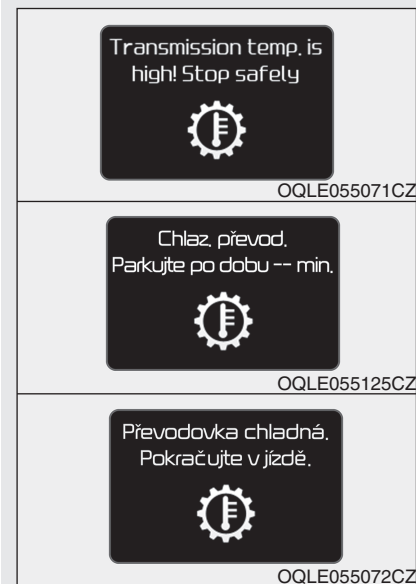 Transmission temp. is
high! Stop safely
OQLE055071CZ
Chlaz. převod.
Parkujte po dobu -- min.
OQLE055125CZ
Převodovka chladná.
Pokračujte v jízdě.
OQLE055072CZ